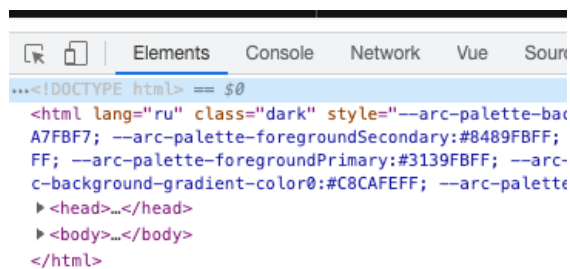 Elements Console Network Vue Sour
...<!DOCTYPE html> == $0
<html lang="ru" class="dark" style="--arc-palette-bac
A7FBF7; --arc-palette-foregroundSecondary:#8489FBFF;
FF; --arc-palette-foregroundPrimary:#3139FBFF; --arc-
c-background-gradient-color0:#C8CAFEFF; --arc-palette
<head>…</head>
<body>…</body>
</html>